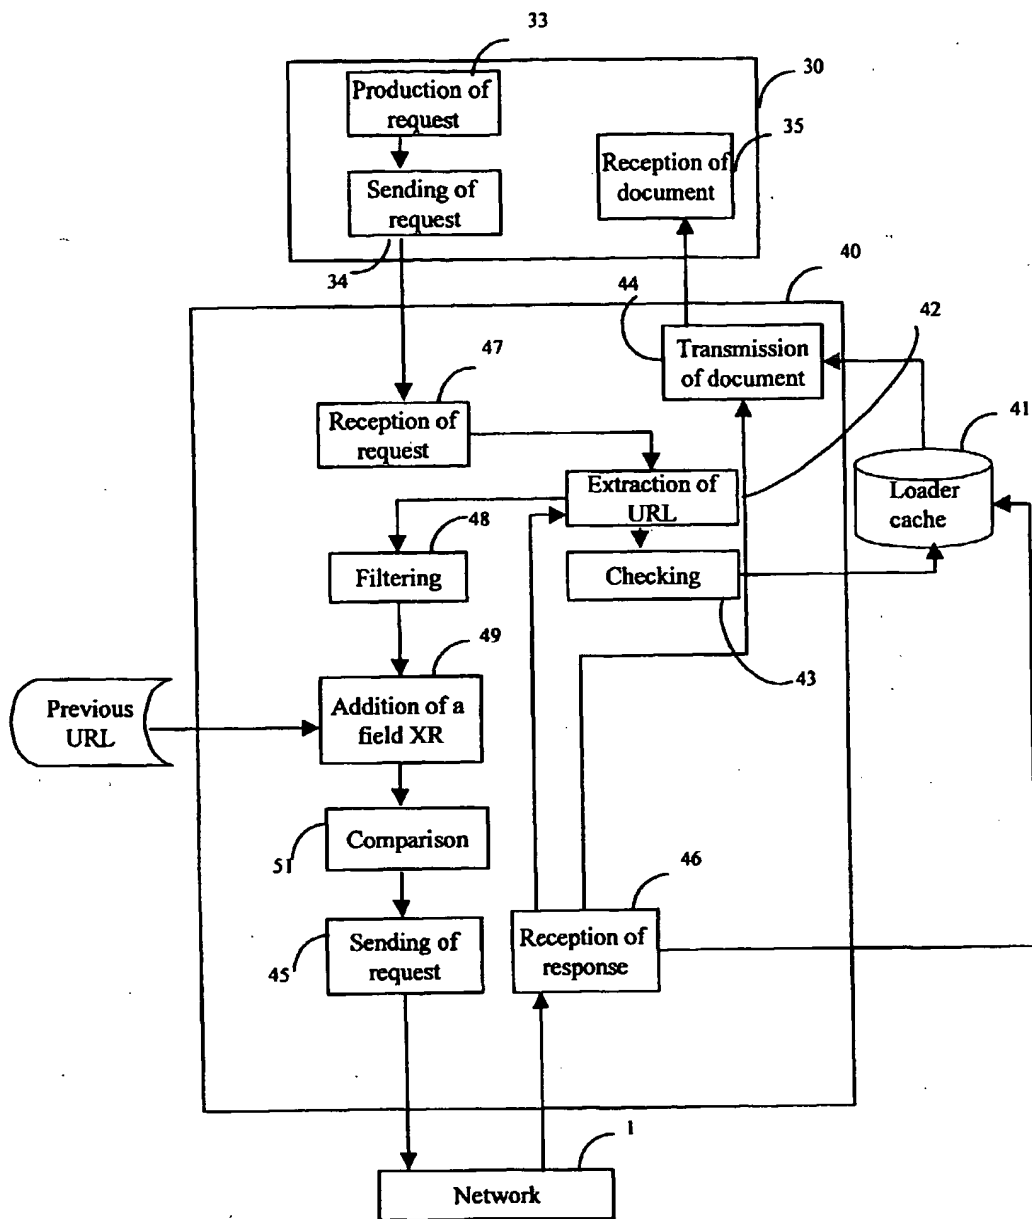 33
30
Production of
request
35
Reception of
document
Sending of
request
34
40
44
42
Transmission
of document
47
Reception of
request
41
Loader
cache
Extraction of
URL
48
Filtering
Checking
49
43
Previous
URL
Addition of a
field XR
Comparison
51
46
Sending of
request
45
Reception of
response
1
Network